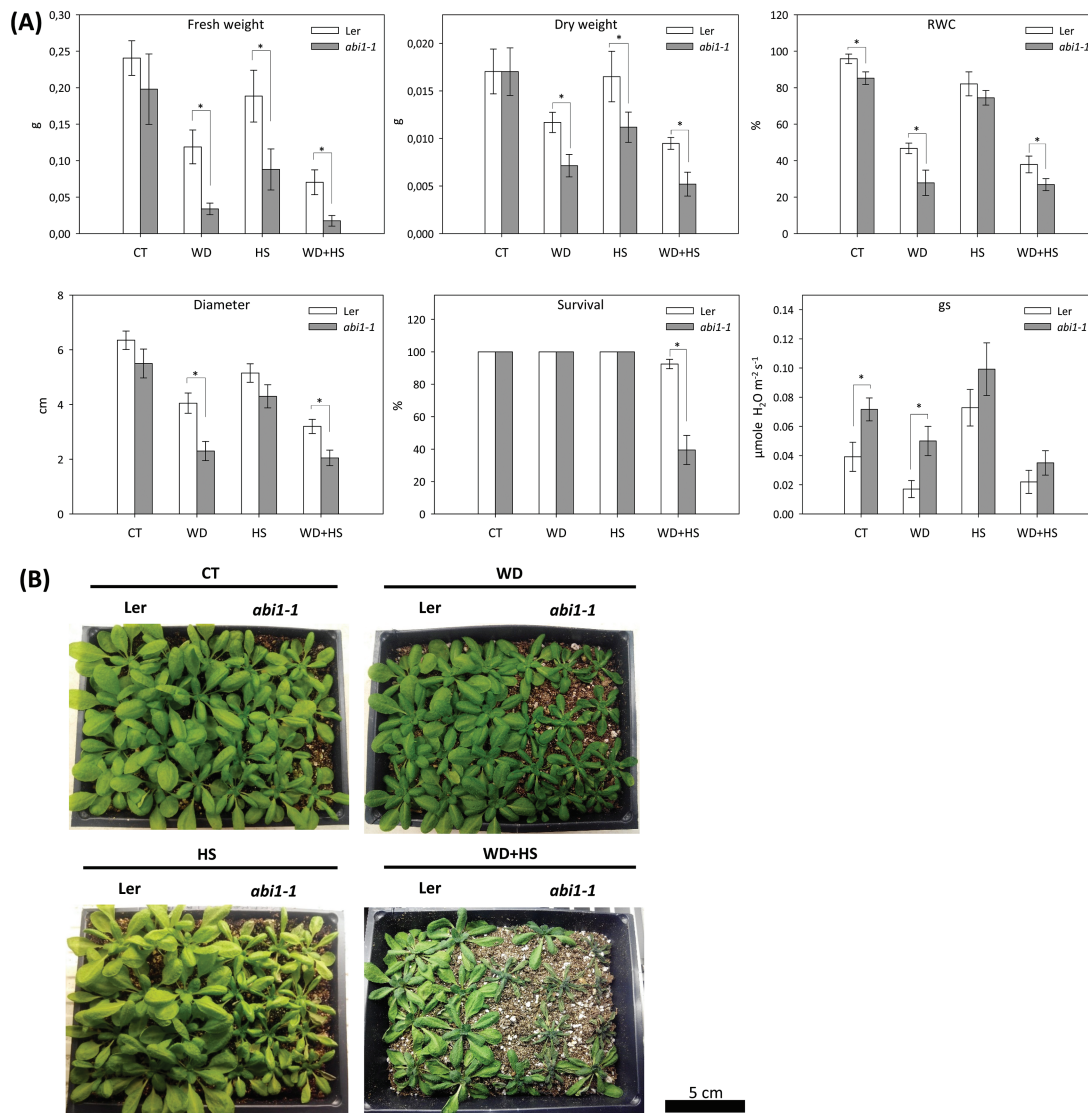 (A)
Fresh weight
Ler
abi1-1
g
0,30
0,25
0,20
0,15
0,10
0,05
0,00
*
*
*
CT WD HS WD+HS
Dry weight
Ler
abi1-1
g
0,020
0,015
0,010
0,005
0,000
*
*
*
CT WD HS WD+HS
RWC
Ler
abi1-1
%
100
80
60
40
20
0
*
*
*
CT WD HS WD+HS
Diameter
Ler
abi1-1
cm
8
6
4
2
0
*
*
CT WD HS WD+HS
Survival
Ler
abi1-1
%
120
100
80
60
40
20
0
*
CT WD HS WD+HS
gs
Ler
abi1-1
µmole H2O m-2 s-1
0.14
0.12
0.10
0.08
0.06
0.04
0.02
0.00
*
*
CT WD HS WD+HS
(B)
CT
Ler abi1-1
WD
Ler abi1-1
HS
Ler abi1-1
WD+HS
Ler abi1-1
5 cm